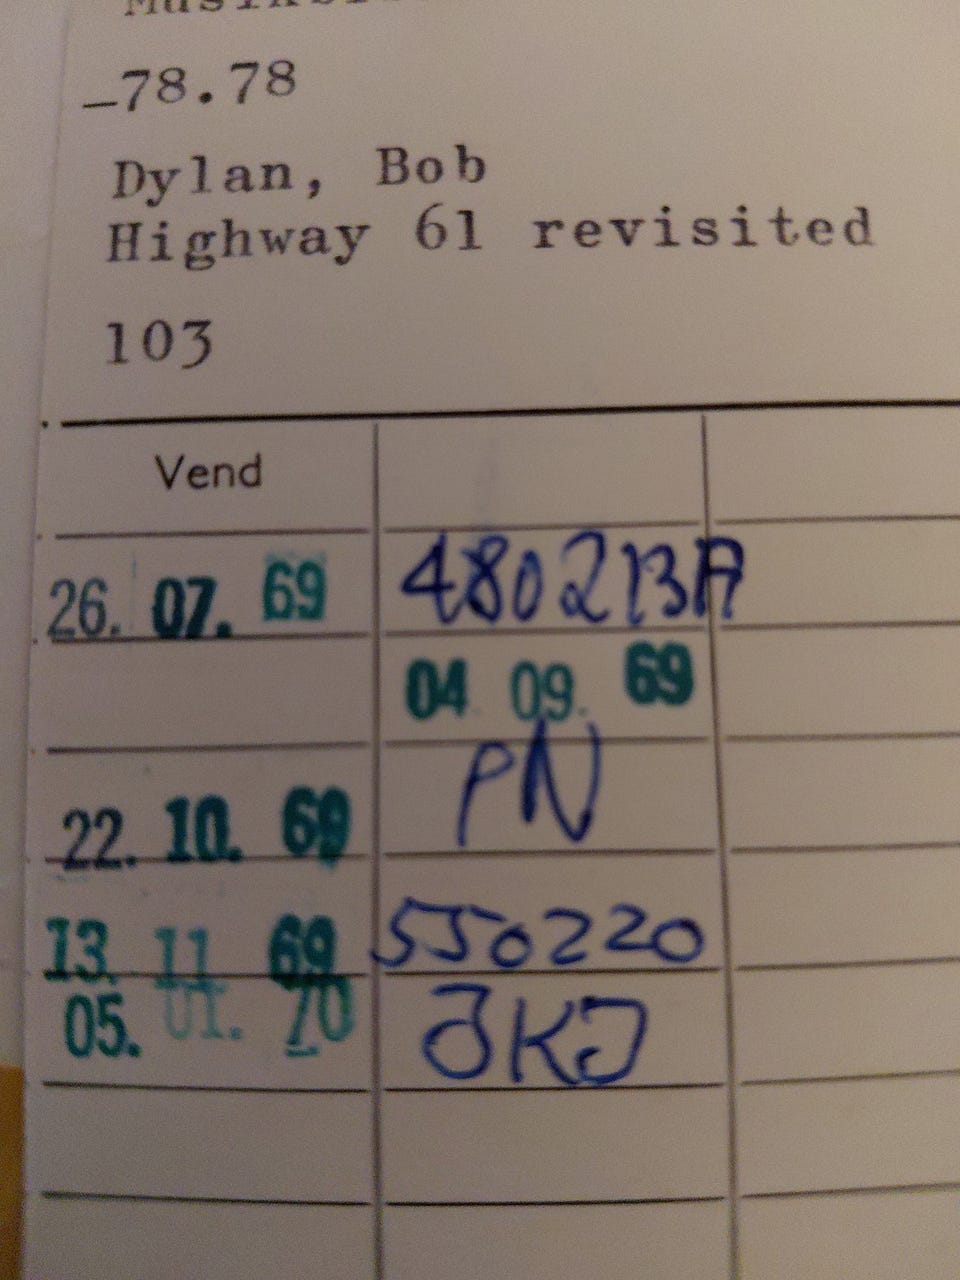 –78.78
Dylan, Bob
Highway 61 revisited
103
Vend
26. 07. 69 480213A
04 09. 69
PN
22. 10. 69
13. 11 69 550220
05. 01. 70 JKJ